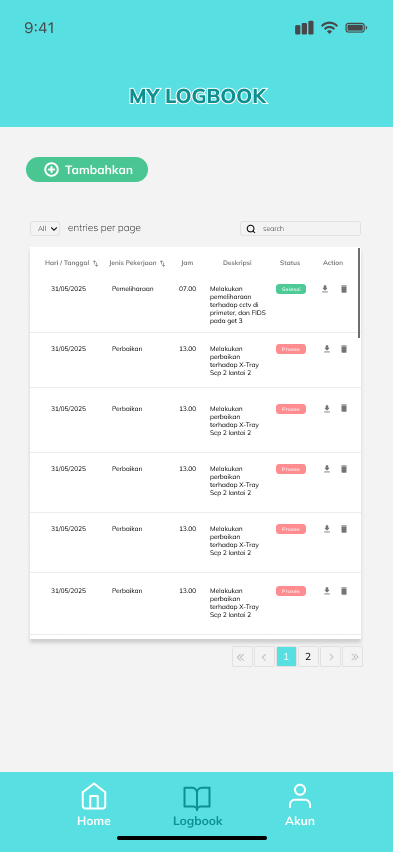 9:41
MY LOGBOOK
Tambahkan
All entries per page search
Hari / Tanggal Jenis Pekerjaan Jam Deskripsi Status Action
31/05/2025 Pemeliharaan 07.00 Melakukan Selesai
pemeliharaan
terhadap cctv di
primeter, dan FIDS
pada get 3
31/05/2025 Perbaikan 13.00 Melakukan Proses
perbaikan
terhadap X-Tray
Scp 2 lantai 2
31/05/2025 Perbaikan 13.00 Melakukan Proses
perbaikan
terhadap X-Tray
Scp 2 lantai 2
31/05/2025 Perbaikan 13.00 Melakukan Proses
perbaikan
terhadap X-Tray
Scp 2 lantai 2
31/05/2025 Perbaikan 13.00 Melakukan Proses
perbaikan
terhadap X-Tray
Scp 2 lantai 2
31/05/2025 Perbaikan 13.00 Melakukan Proses
perbaikan
terhadap X-Tray
Scp 2 lantai 2
« ‹ 1 2 › »
Home Logbook Akun